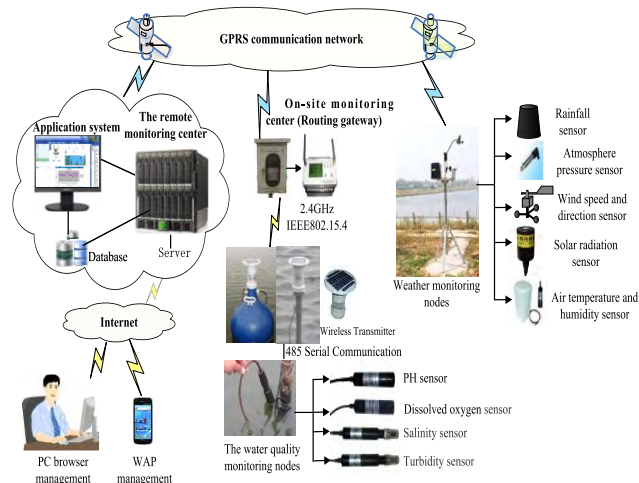 GPRS communication network
On-site monitoring
center (Routing gateway)
Application system
The remote
monitoring center
Database
Server
2.4GHz
IEEE802.15.4
Rainfall
sensor
Atmosphere
pressure sensor
Wind speed and
direction sensor
Solar radiation
sensor
Air temperature and
humidity sensor
Weather monitoring
nodes
Internet
Wireless Transmitter
485 Serial Communication
PC browser
management
WAP
management
The water quality
monitoring nodes
PH sensor
Dissolved oxygen sensor
Salinity sensor
Turbidity sensor